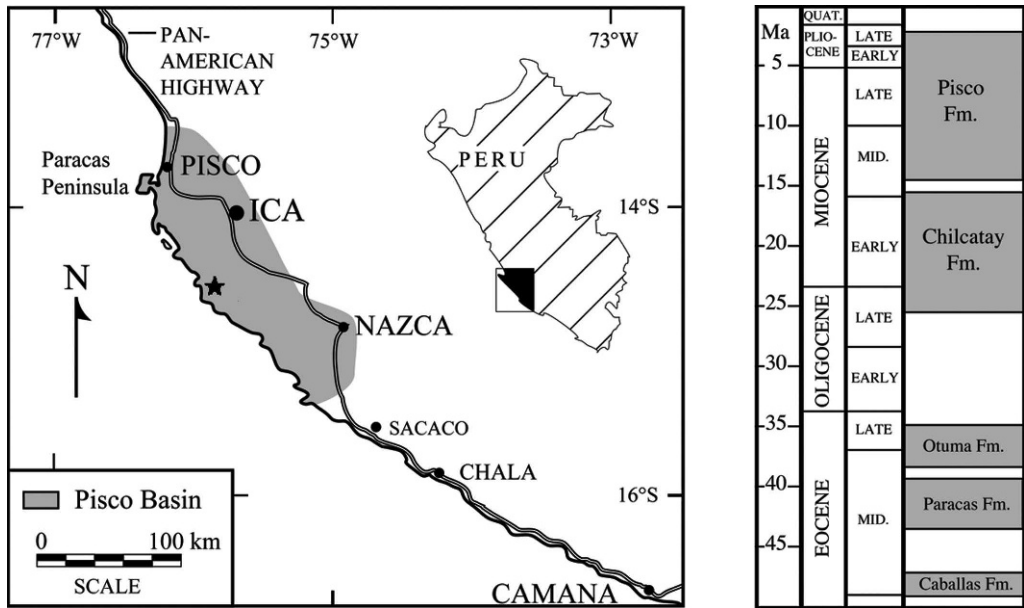 77°W
75°W
73°W
PAN-
AMERICAN
HIGHWAY
Paracas
Peninsula
PISCO
ICA
PERU
14°S
N
NAZCA
SACACO
CHALA
16°S
CAMANA
Pisco Basin
0 100 km
SCALE
Ma
5
10
15
20
25
30
35
40
45
QUAT.
PLIO-
CENE
MIOCENE
OLIGOCENE
EOCENE
LATE
EARLY
LATE
MID.
EARLY
LATE
EARLY
LATE
MID.
Pisco
Fm.
Chilcatay
Fm.
Otuma Fm.
Paracas Fm.
Caballas Fm.